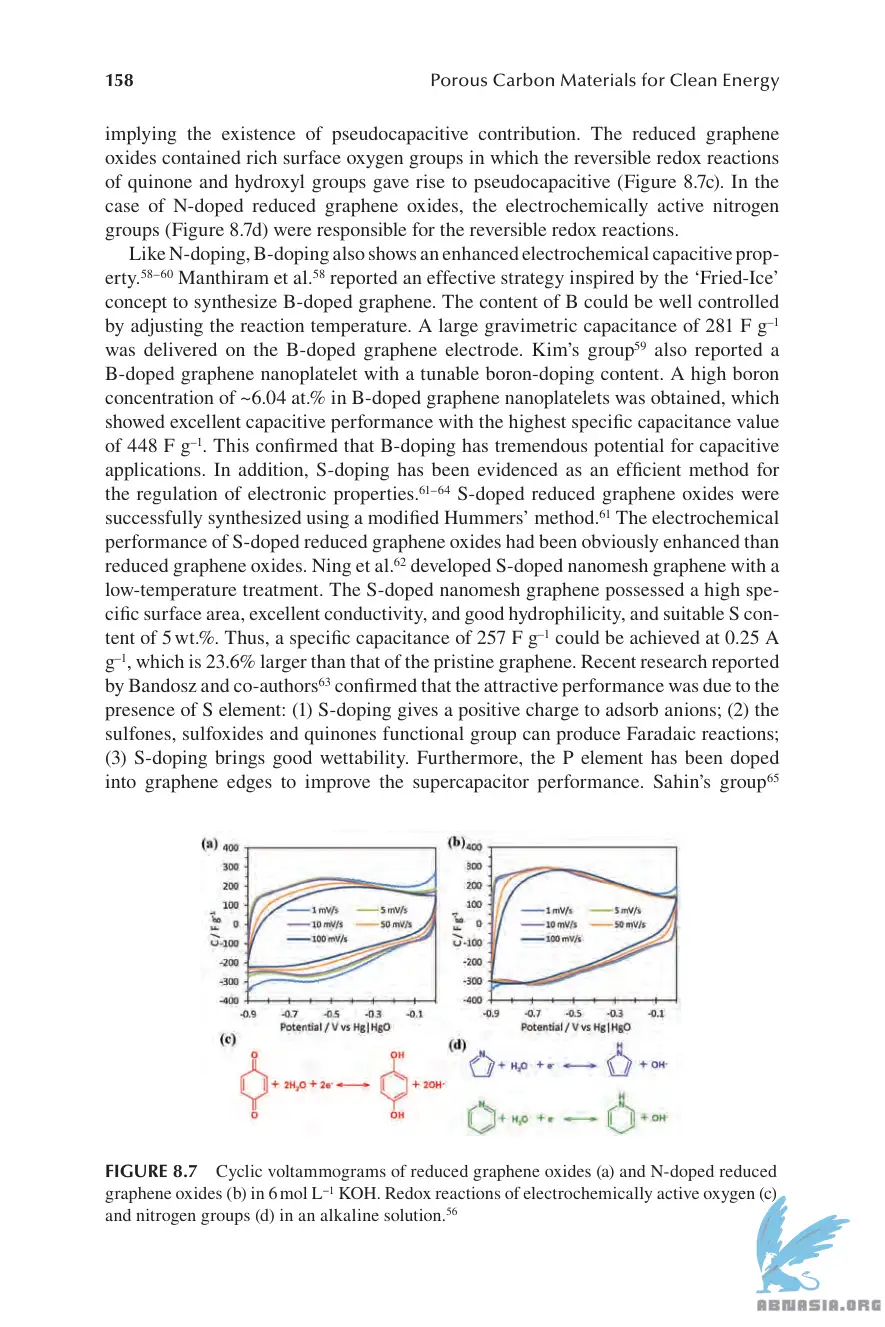 158 Porous Carbon Materials for Clean Energy
implying the existence of pseudocapacitive contribution. The reduced graphene
oxides contained rich surface oxygen groups in which the reversible redox reactions
of quinone and hydroxyl groups gave rise to pseudocapacitive (Figure 8.7c). In the
case of N-doped reduced graphene oxides, the electrochemically active nitrogen
groups (Figure 8.7d) were responsible for the reversible redox reactions.
Like N-doping, B-doping also shows an enhanced electrochemical capacitive prop-
erty.⁵⁸⁻⁶⁰ Manthiram et al.⁵⁸ reported an effective strategy inspired by the ‘Fried-Ice’
concept to synthesize B-doped graphene. The content of B could be well controlled
by adjusting the reaction temperature. A large gravimetric capacitance of 281 F g⁻¹
was delivered on the B-doped graphene electrode. Kim’s group⁵⁹ also reported a
B-doped graphene nanoplatelet with a tunable boron-doping content. A high boron
concentration of ~6.04 at.% in B-doped graphene nanoplatelets was obtained, which
showed excellent capacitive performance with the highest specific capacitance value
of 448 F g⁻¹. This confirmed that B-doping has tremendous potential for capacitive
applications. In addition, S-doping has been evidenced as an efficient method for
the regulation of electronic properties.⁶¹⁻⁶⁴ S-doped reduced graphene oxides were
successfully synthesized using a modified Hummers’ method.⁶¹ The electrochemical
performance of S-doped reduced graphene oxides had been obviously enhanced than
reduced graphene oxides. Ning et al.⁶² developed S-doped nanomesh graphene with a
low-temperature treatment. The S-doped nanomesh graphene possessed a high spe-
cific surface area, excellent conductivity, and good hydrophilicity, and suitable S con-
tent of 5 wt.%. Thus, a specific capacitance of 257 F g⁻¹ could be achieved at 0.25 A
g⁻¹, which is 23.6% larger than that of the pristine graphene. Recent research reported
by Bandosz and co-authors⁶³ confirmed that the attractive performance was due to the
presence of S element: (1) S-doping gives a positive charge to adsorb anions; (2) the
sulfones, sulfoxides and quinones functional group can produce Faradaic reactions;
(3) S-doping brings good wettability. Furthermore, the P element has been doped
into graphene edges to improve the supercapacitor performance. Sahin’s group⁶⁵
(a)
400
300
200
100
0
-100
-200
-300
-400
C / F g⁻¹
1 mV/s 5 mV/s
10 mV/s 50 mV/s
100 mV/s
-0.9 -0.7 -0.5 -0.3 -0.1
Potential / V vs Hg|HgO
(b)
400
300
200
100
0
-100
-200
-300
-400
C / F g⁻¹
1 mV/s 5 mV/s
10 mV/s 50 mV/s
100 mV/s
-0.9 -0.7 -0.5 -0.3 -0.1
Potential / V vs Hg|HgO
(c)
O OH
+ 2H₂O + 2e⁻ + 2OH⁻
O OH
(d)
N + H₂O + e⁻ H N + OH⁻
N + H₂O + e H N + OH⁻
FIGURE 8.7 Cyclic voltammograms of reduced graphene oxides (a) and N-doped reduced
graphene oxides (b) in 6 mol L⁻¹ KOH. Redox reactions of electrochemically active oxygen (c)
and nitrogen groups (d) in an alkaline solution.⁵⁶
ABNASIA.ORG